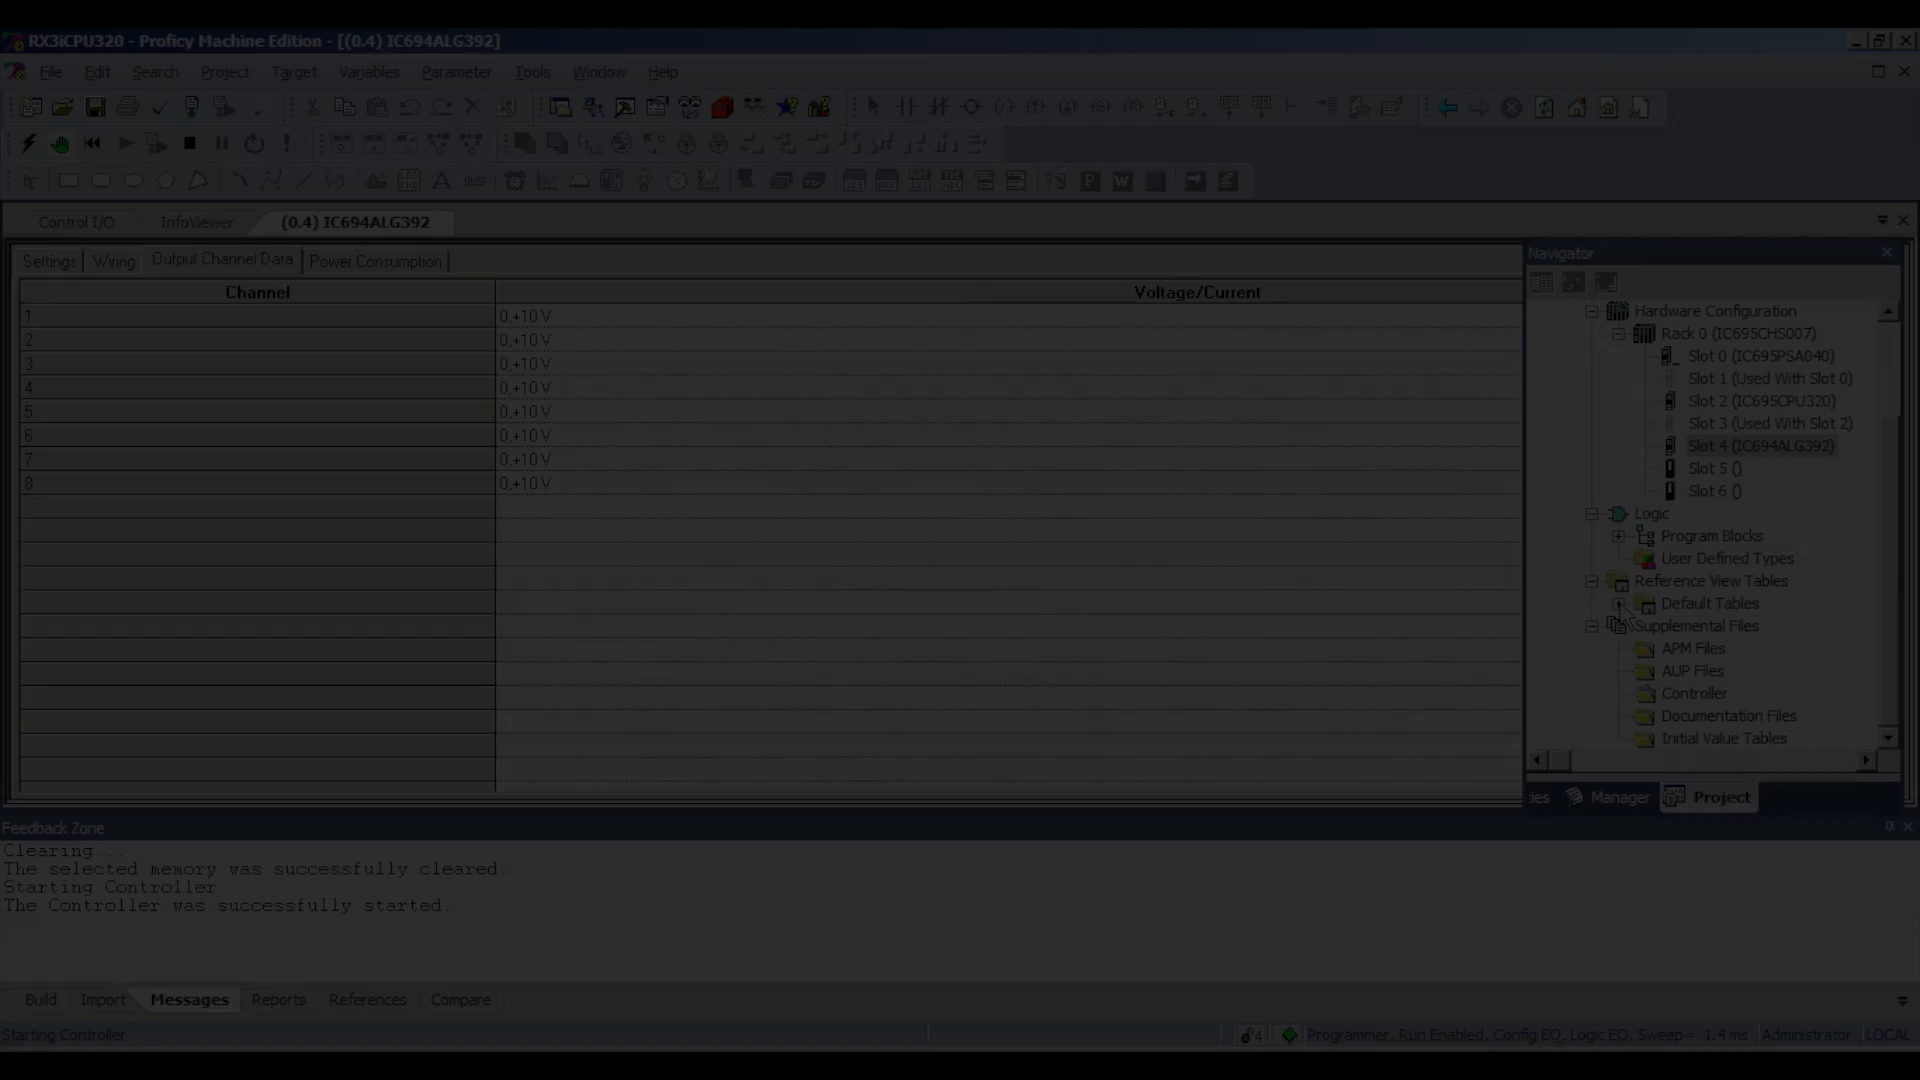 RX3iCPU320 - Proficy Machine Edition - [(0.4) IC694ALG392]
File Edit Search Project Target Variables Parameter Tools Window Help
Control I/O InfoViewer (0.4) IC694ALG392
Settings Wiring Output Channel Data Power Consumption
Channel Voltage/Current
1 0,+10 V
2 0,+10 V
3 0,+10 V
4 0,+10 V
5 0,+10 V
6 0,+10 V
7 0,+10 V
8 0,+10 V
Navigator
Hardware Configuration
Rack 0 (IC695CHS007)
Slot 0 (IC695PSA040)
Slot 1 (Used With Slot 0)
Slot 2 (IC695CPU320)
Slot 3 (Used With Slot 2)
Slot 4 (IC694ALG392)
Slot 5 ()
Slot 6 ()
Logic
Program Blocks
User Defined Types
Reference View Tables
Default Tables
Supplemental Files
APM Files
AUP Files
Controller
Documentation Files
Initial Value Tables
ies Manager Project
Feedback Zone
Clearing...
The selected memory was successfully cleared
Starting Controller
The Controller was successfully started.
Build Import Messages Reports References Compare
Starting Controller 4 Programmer, Run Enabled, Config EQ, Logic EQ, Sweep= 1.4 ms Administrator LOCAL